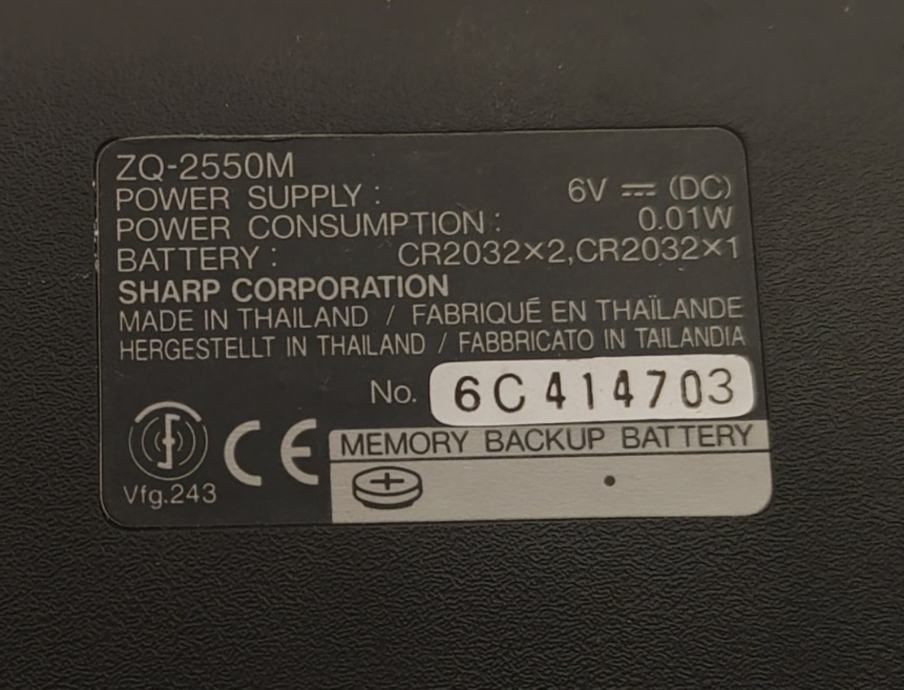 ZQ-2550M
POWER SUPPLY : 6V ⎓ (DC)
POWER CONSUMPTION : 0.01W
BATTERY : CR2032×2,CR2032×1
SHARP CORPORATION
MADE IN THAILAND / FABRIQUÉ EN THAÏLANDE
HERGESTELLT IN THAILAND / FABBRICATO IN TAILANDIA
No. 6C414703
CE
Vfg.243
MEMORY BACKUP BATTERY
+